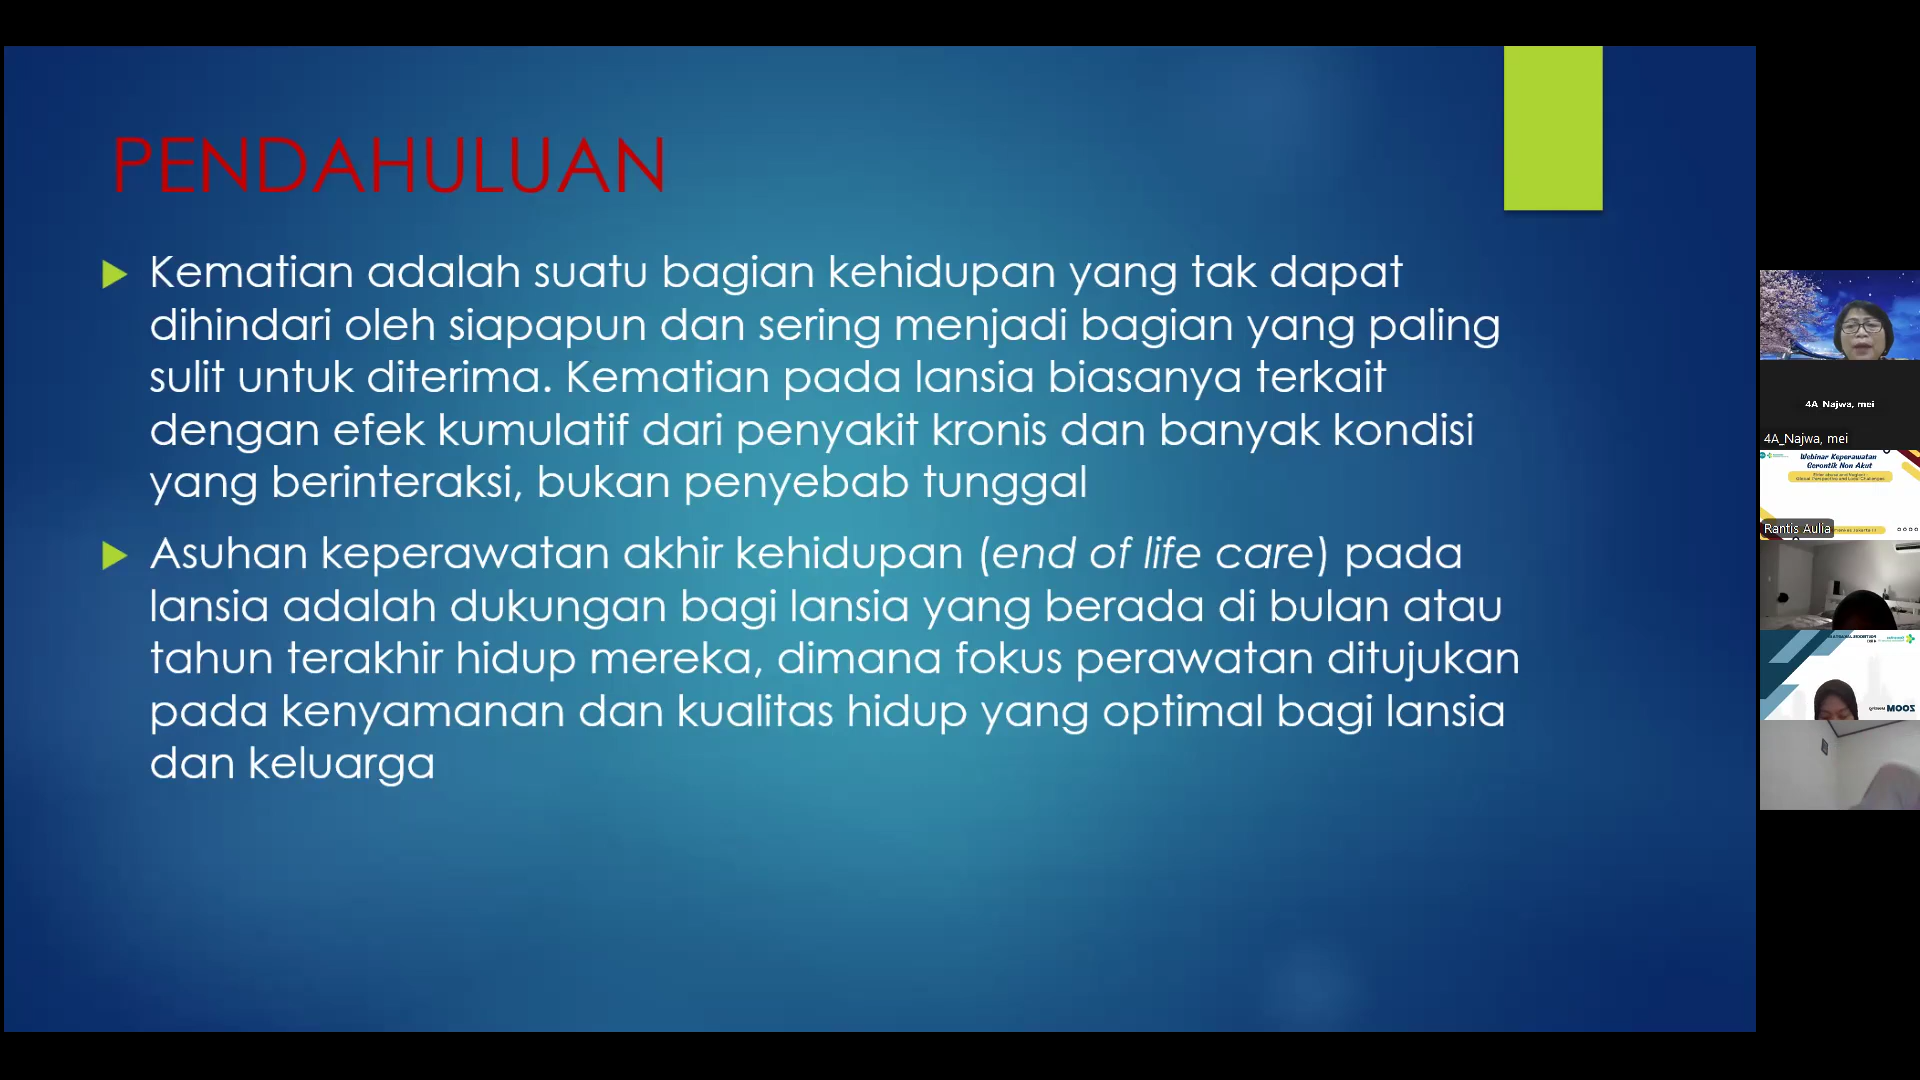 PENDAHULUAN
Kematian adalah suatu bagian kehidupan yang tak dapat
dihindari oleh siapapun dan sering menjadi bagian yang paling
sulit untuk diterima. Kematian pada lansia biasanya terkait
dengan efek kumulatif dari penyakit kronis dan banyak kondisi
yang berinteraksi, bukan penyebab tunggal
Asuhan keperawatan akhir kehidupan (end of life care) pada
lansia adalah dukungan bagi lansia yang berada di bulan atau
tahun terakhir hidup mereka, dimana fokus perawatan ditujukan
pada kenyamanan dan kualitas hidup yang optimal bagi lansia
dan keluarga
4A_Najwa, mei
4A_Najwa, mei
Webinar Keperawatan
Gerontik Non Akut
Rantis Aulia
ZOOM